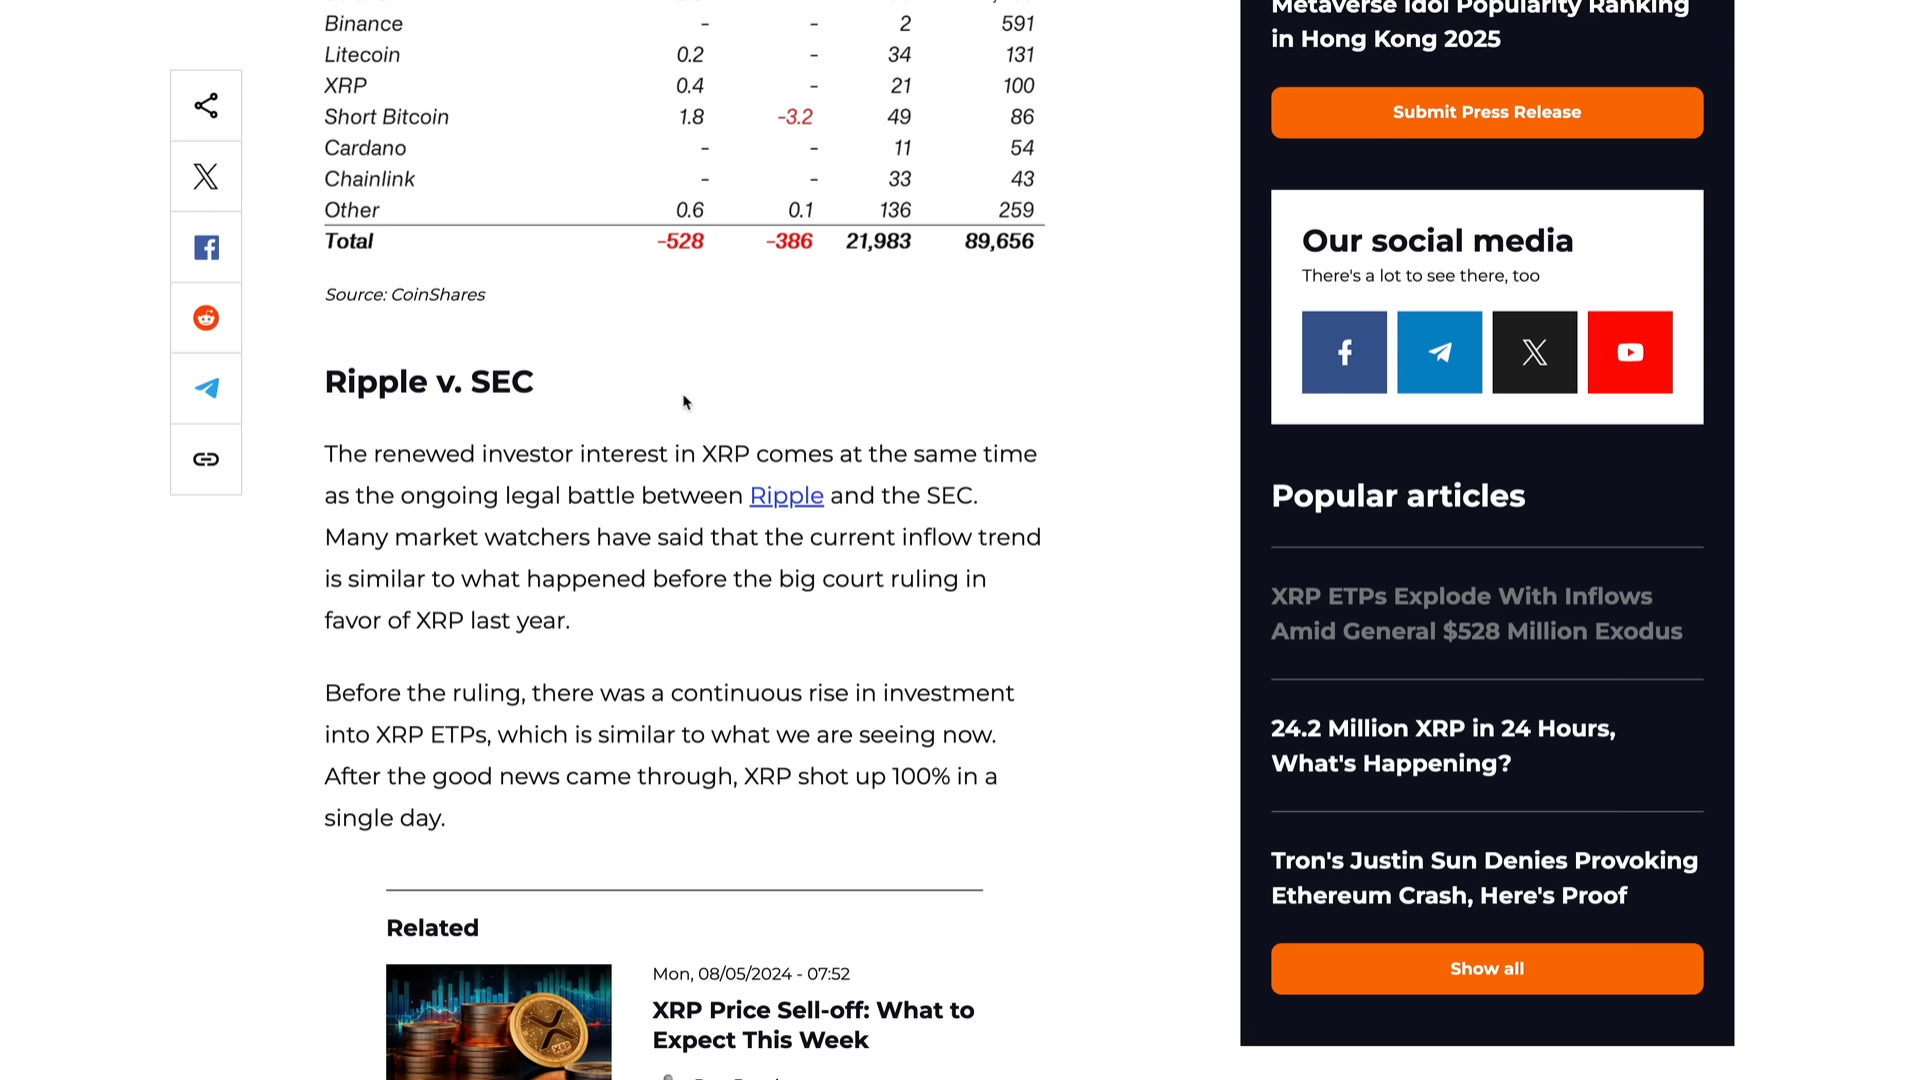 Binance - - 2 591
Litecoin 0.2 - 34 131
XRP 0.4 - 21 100
Short Bitcoin 1.8 -3.2 49 86
Cardano - - 11 54
Chainlink - - 33 43
Other 0.6 0.1 136 259
Total -528 -386 21,983 89,656
Source: CoinShares
Ripple v. SEC
The renewed investor interest in XRP comes at the same time
as the ongoing legal battle between Ripple and the SEC.
Many market watchers have said that the current inflow trend
is similar to what happened before the big court ruling in
favor of XRP last year.
Before the ruling, there was a continuous rise in investment
into XRP ETPs, which is similar to what we are seeing now.
After the good news came through, XRP shot up 100% in a
single day.
Related
Mon, 08/05/2024 - 07:52
XRP Price Sell-off: What to
Expect This Week
Metaverse Idol Popularity Ranking
in Hong Kong 2025
Submit Press Release
Our social media
There's a lot to see there, too
Popular articles
XRP ETPs Explode With Inflows
Amid General $528 Million Exodus
24.2 Million XRP in 24 Hours,
What's Happening?
Tron's Justin Sun Denies Provoking
Ethereum Crash, Here's Proof
Show all